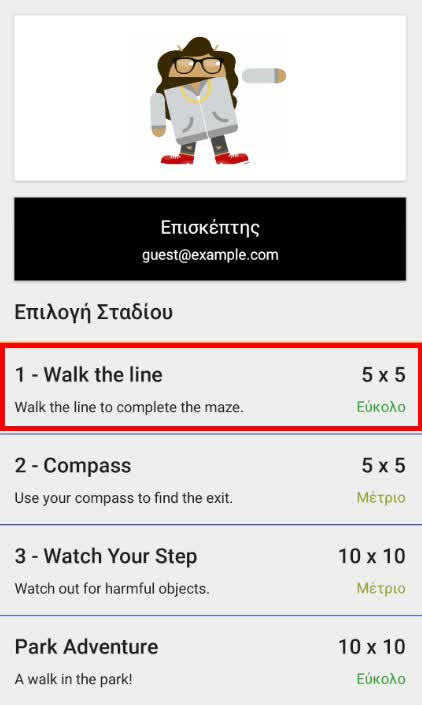 Επισκέπτης
guest@example.com
Επιλογή Σταδίου
1 - Walk the line 5 x 5
Walk the line to complete the maze. Εύκολο
2 - Compass 5 x 5
Use your compass to find the exit. Μέτριο
3 - Watch Your Step 10 x 10
Watch out for harmful objects. Μέτριο
Park Adventure 10 x 10
A walk in the park! Εύκολο